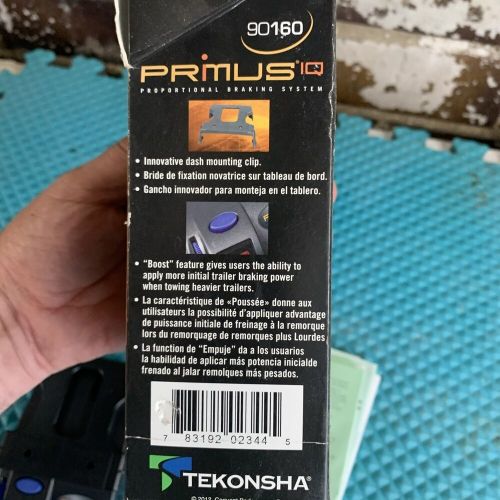 90160
PRIMUS IQ
PROPORTIONAL BRAKING SYSTEM
• Innovative dash mounting clip.
• Bride de fixation novatrice sur tableau de bord.
• Gancho innovador para monteja en el tablero.
• "Boost" feature gives users the ability to
apply more initial trailer braking power
when towing heavier trailers.
• La caractéristique de «Poussée» donne aux
utilisateurs la possibilité d'appliquer advantage
de puissance initiale de freinage à la remorque
lors du remorquage de remorques plus Lourdes
• La function de "Empuje" da a los usuarios
la habilidad de aplicar más potencia inicialde
frenado al jalar remolques más pesados.
7 83192 02344 5
TEKONSHA®
© 2012